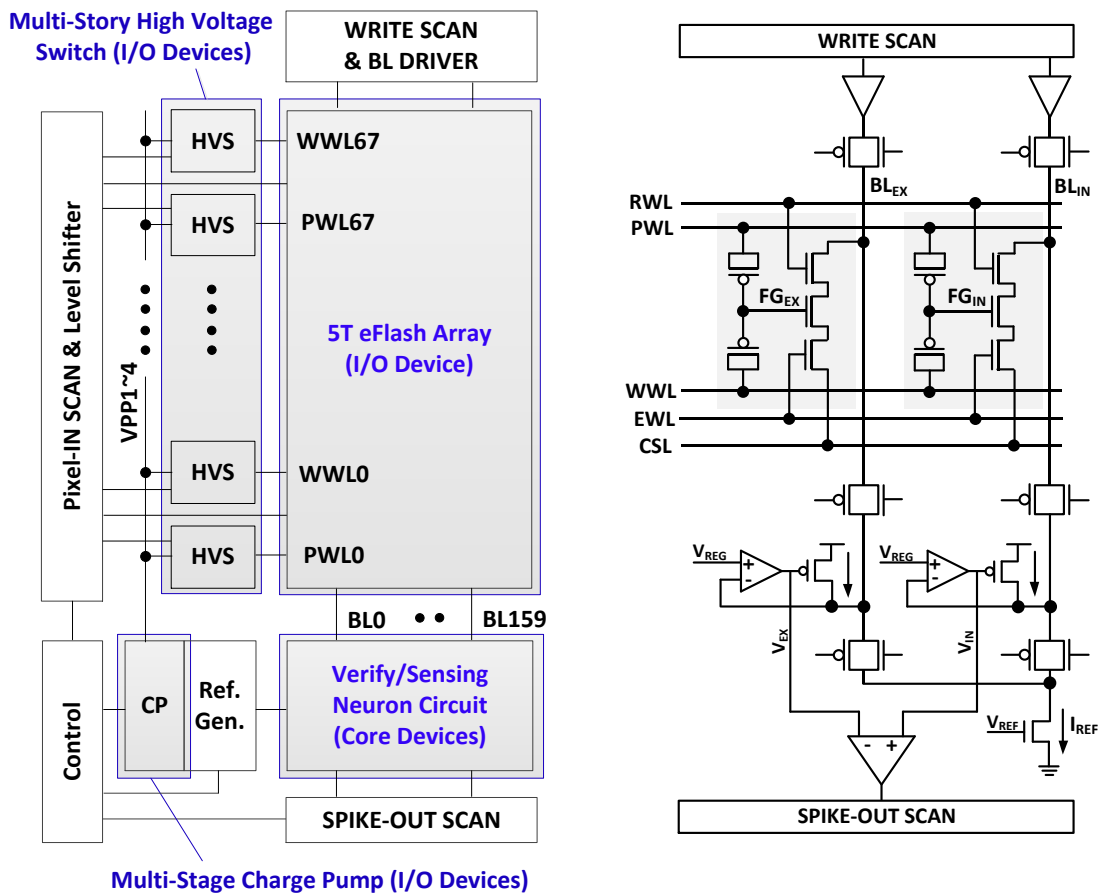 Multi-Story High Voltage
Switch (I/O Devices)
WRITE SCAN
& BL DRIVER
Pixel-IN SCAN & Level Shifter
VPP1~4
HVS
WWL67
HVS
PWL67
5T eFlash Array
(I/O Device)
HVS
WWL0
HVS
PWL0
BL0
BL159
Control
CP
Ref.
Gen.
Verify/Sensing
Neuron Circuit
(Core Devices)
SPIKE-OUT SCAN
Multi-Stage Charge Pump (I/O Devices)
WRITE SCAN
BLEX
BLIN
RWL
PWL
FGEX
FGIN
WWL
EWL
CSL
VREG
+
-
VREG
+
-
VEX
VIN
- +
VREF
IREF
SPIKE-OUT SCAN